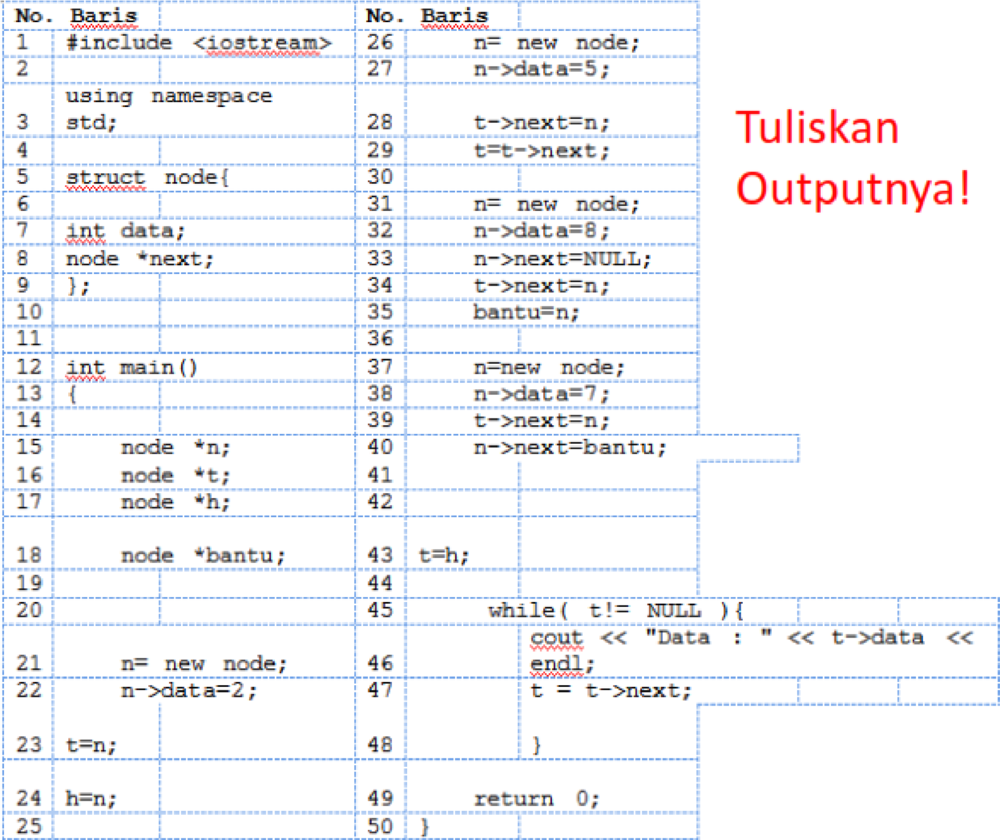 No. Baris
1 #include <iostream>
2
using namespace
3 std;
4
5 struct node{
6
7 int data;
8 node *next;
9 };
10
11
12 int main()
13 {
14
15 node *n;
16 node *t;
17 node *h;
18 node *bantu;
19
20
21 n= new node;
22 n->data=2;
23 t=n;
24 h=n;
25
No. Baris
26 n= new node;
27 n->data=5;
28 t->next=n;
29 t=t->next;
30
31 n= new node;
32 n->data=8;
33 n->next=NULL;
34 t->next=n;
35 bantu=n;
36
37 n=new node;
38 n->data=7;
39 t->next=n;
40 n->next=bantu;
41
42
43 t=h;
44
45 while( t!= NULL ){
cout << "Data : " << t->data <<
46 endl;
47 t = t->next;
48 }
49 return 0;
50 }
Tuliskan
Outputnya!